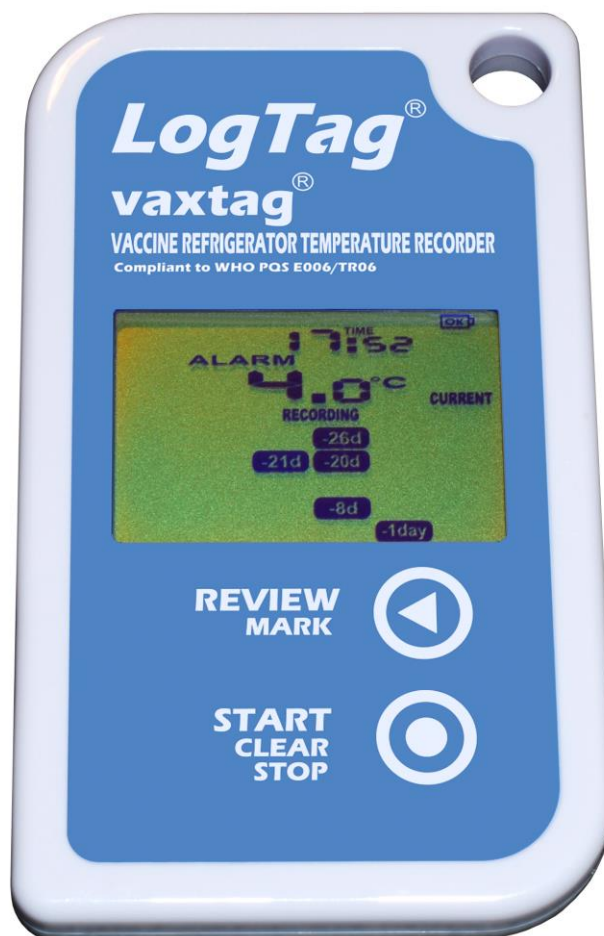 LogTag®
vaxtag®
VACCINE REFRIGERATOR TEMPERATURE RECORDER
Compliant to WHO PQS E006/TR06
OK
TIME
17:52
ALARM
4.0°C
CURRENT
RECORDING
-26d
-21d -20d
-8d
-1day
REVIEW
MARK
START
CLEAR
STOP